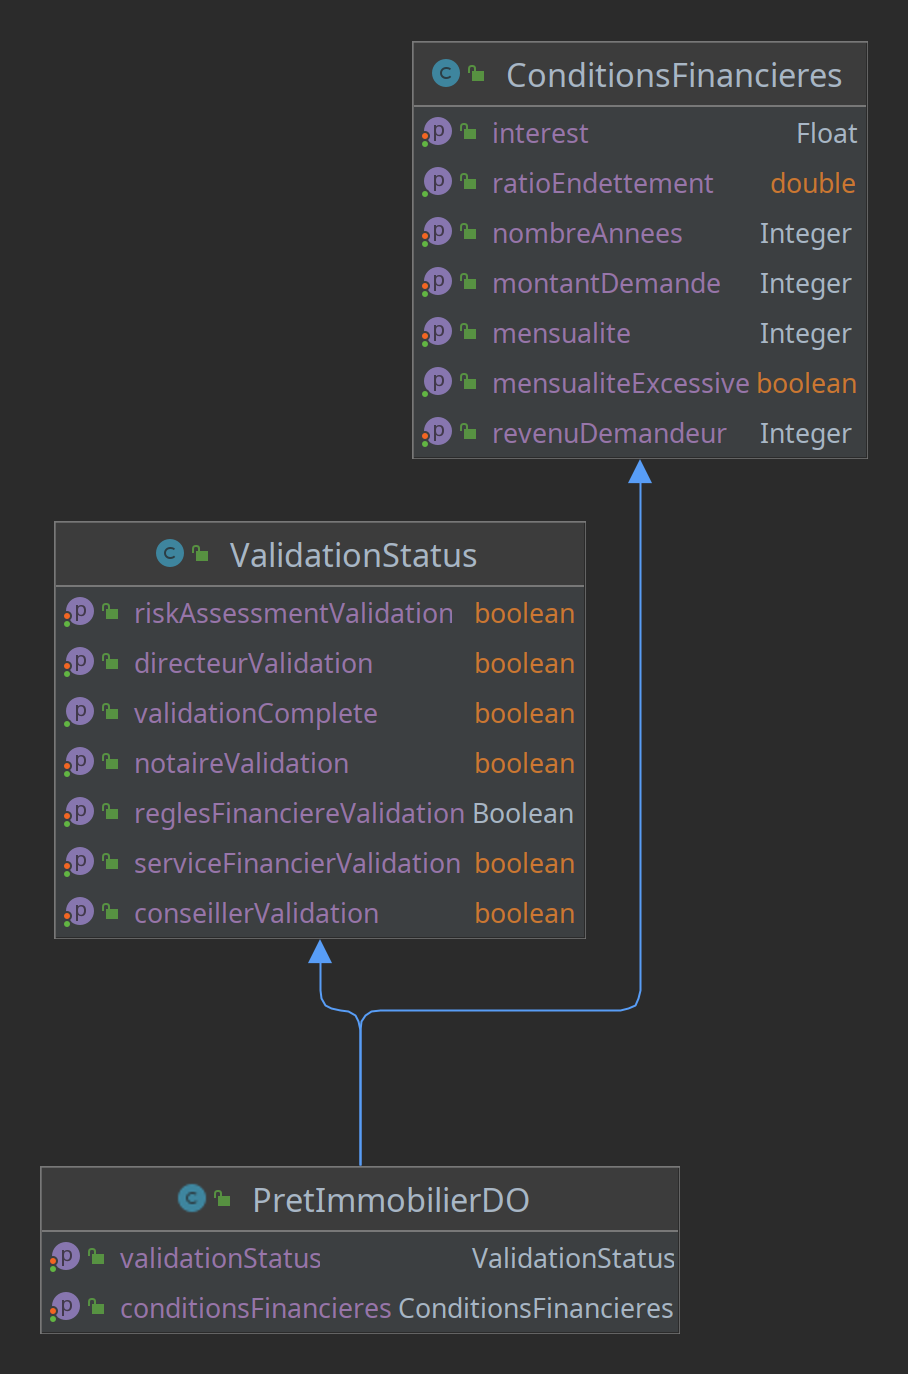 ConditionsFinancieres
interest Float
ratioEndettement double
nombreAnnees Integer
montantDemande Integer
mensualite Integer
mensualiteExcessive boolean
revenuDemandeur Integer
ValidationStatus
riskAssessmentValidation boolean
directeurValidation boolean
validationComplete boolean
notaireValidation boolean
reglesFinanciereValidation Boolean
serviceFinancierValidation boolean
conseillerValidation boolean
PretImmobilierDO
validationStatus ValidationStatus
conditionsFinancieres ConditionsFinancieres